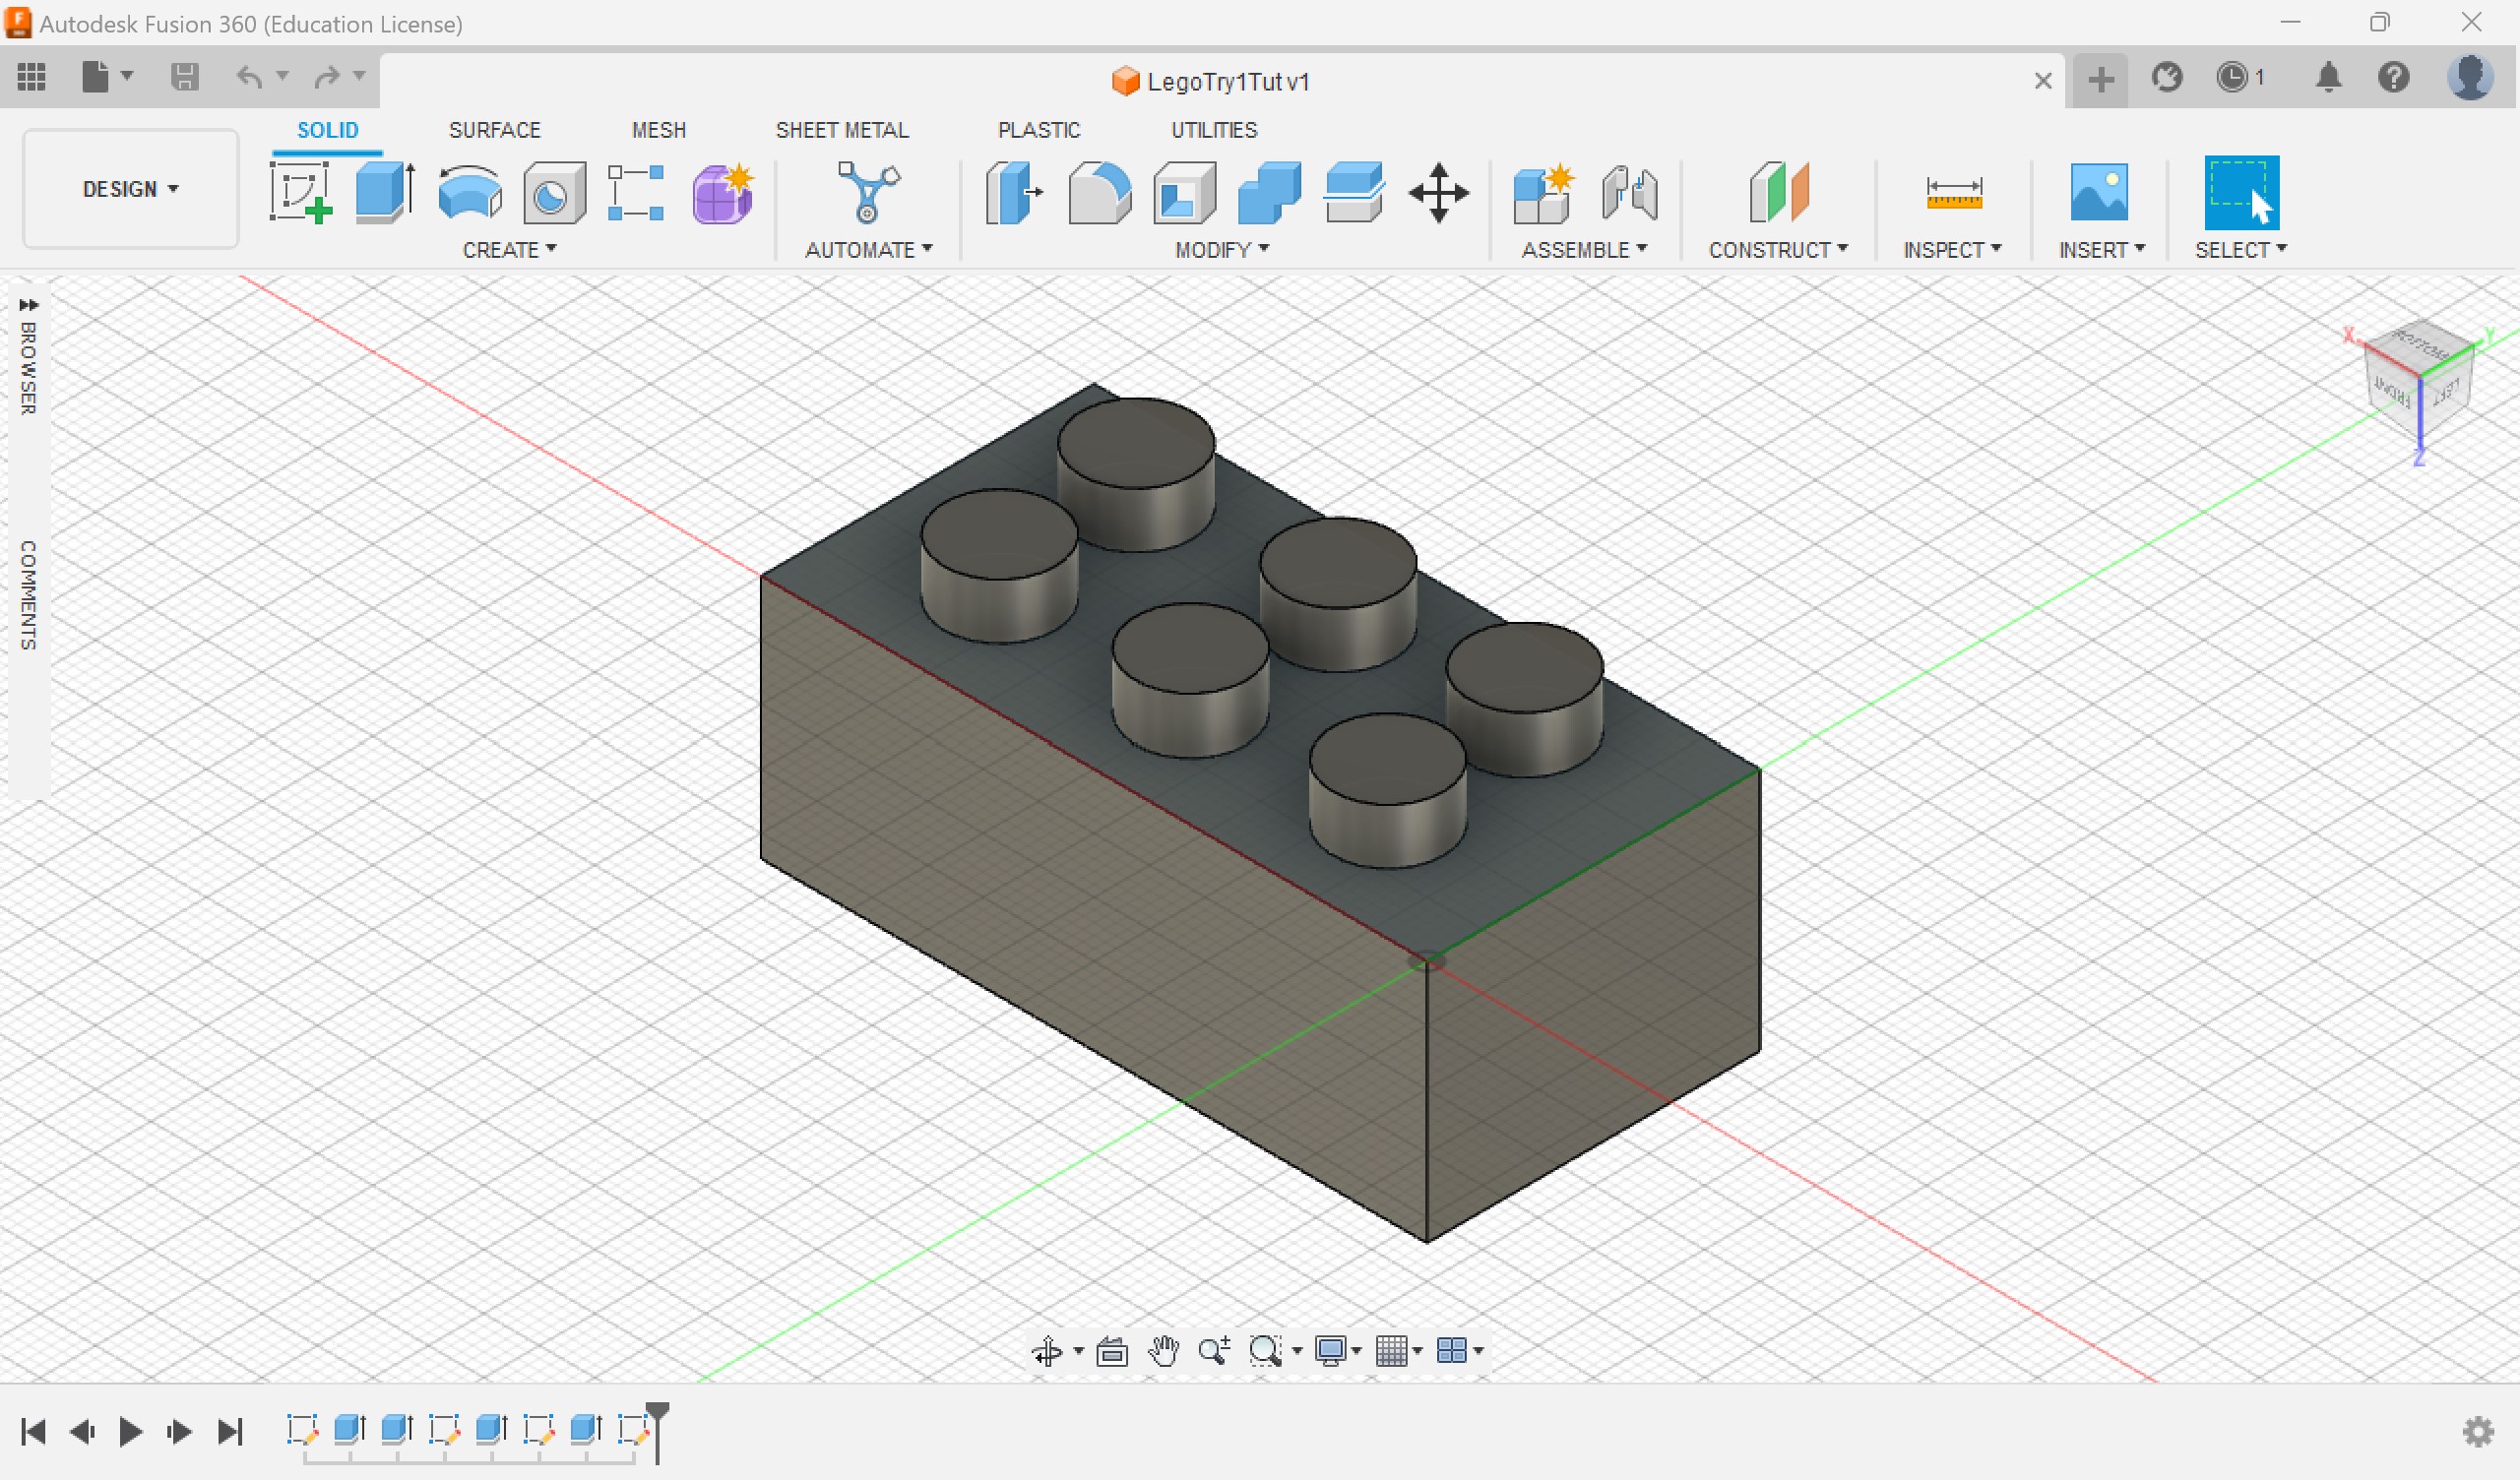 Autodesk Fusion 360 (Education License)
LegoTry1Tut v1
1
SOLID SURFACE MESH SHEET METAL PLASTIC UTILITIES
DESIGN
CREATE AUTOMATE MODIFY ASSEMBLE CONSTRUCT INSPECT INSERT SELECT
BROWSER
COMMENTS
X Y
BOTTOM
FRONT LEFT
Z